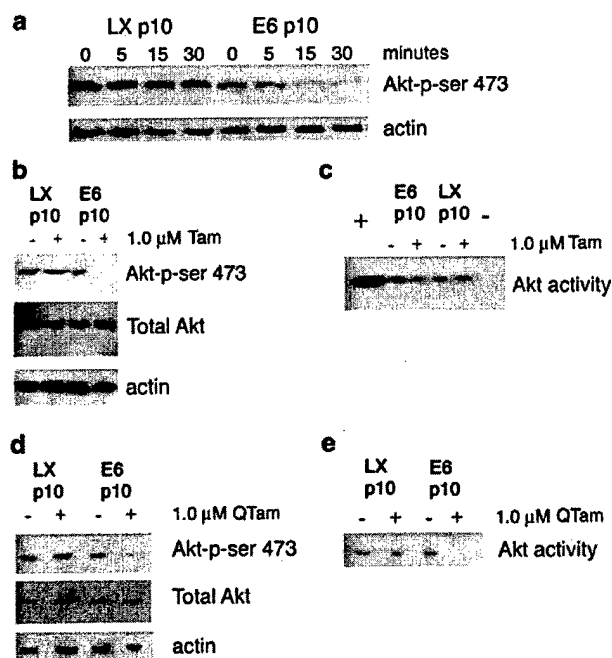 a
LX p10 E6 p10
0 5 15 30 0 5 15 30 minutes
Akt-p-ser 473
actin
b
LX p10 E6 p10
- + - + 1.0 µM Tam
Akt-p-ser 473
Total Akt
actin
c
+ E6 p10 LX p10 -
- + - + 1.0 µM Tam
Akt activity
d
LX p10 E6 p10
- + - + 1.0 µM QTam
Akt-p-ser 473
Total Akt
actin
e
LX p10 E6 p10
- + - + 1.0 µM QTam
Akt activity